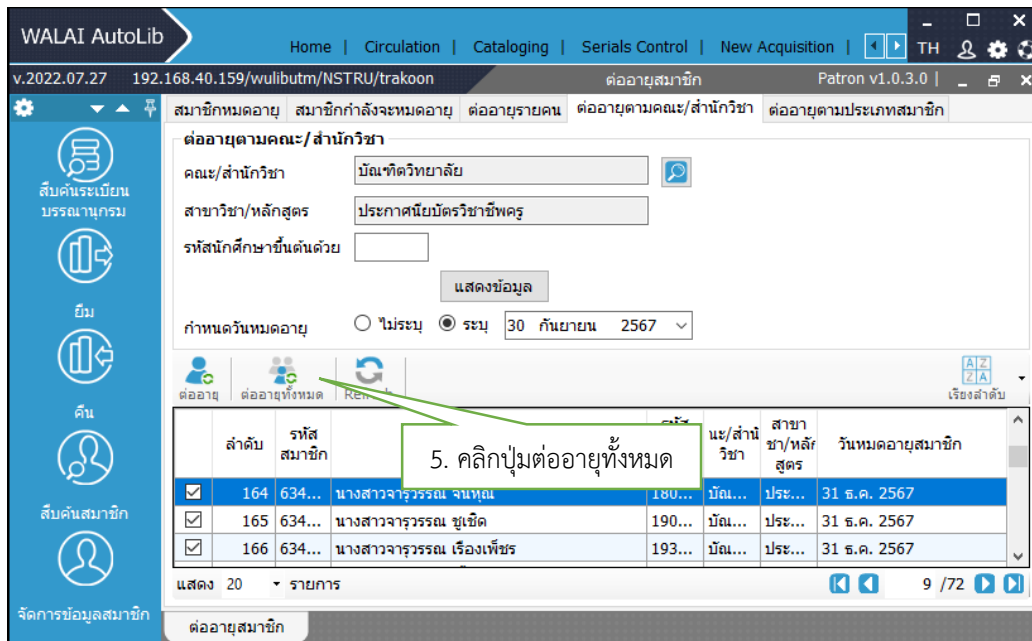 WALAI AutoLib
Home | Circulation | Cataloging | Serials Control | New Acquisition | TH
v.2022.07.27 192.168.40.159/wulibutm/NSTRU/trakoon ต่ออายุสมาชิก Patron v1.0.3.0 |
สมาชิกหมดอายุ สมาชิกกำลังจะหมดอายุ ต่ออายุรายคน ต่ออายุตามคณะ/สำนักวิชา ต่ออายุตามประเภทสมาชิก
ต่ออายุตามคณะ/สำนักวิชา
คณะ/สำนักวิชา บัณฑิตวิทยาลัย
สาขาวิชา/หลักสูตร ประกาศนียบัตรวิชาชีพครู
รหัสนักศึกษาขึ้นต้นด้วย
แสดงข้อมูล
กำหนดวันหมดอายุ ไม่ระบุ ระบุ 30 กันยายน 2567
ต่ออายุ ต่ออายุทั้งหมด เรียงลำดับ
5. คลิกปุ่มต่ออายุทั้งหมด
ลำดับ รหัส นะ/สำนั สาขา วันหมดอายุสมาชิก
สมาชิก วิชา ชา/หลัก
สูตร
164 634... นางสาวจารุวรรณ จันทุณ 180... บัณ... ประ... 31 ธ.ค. 2567
165 634... นางสาวจารุวรรณ ชูเชิด 190... บัณ... ประ... 31 ธ.ค. 2567
166 634... นางสาวจารุวรรณ เรืองเพ็ชร 193... บัณ... ประ... 31 ธ.ค. 2567
แสดง 20 รายการ 9 /72
ต่ออายุสมาชิก
สืบค้นระเบียน
บรรณานุกรม
ยืม
คืน
สืบค้นสมาชิก
จัดการข้อมูลสมาชิก